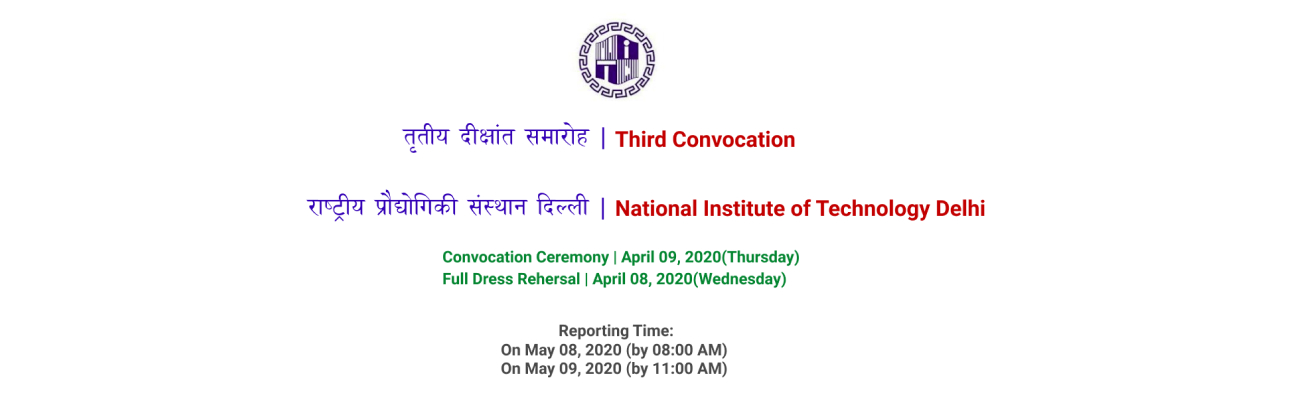 तृतीय दीक्षांत समारोह | Third Convocation
राष्ट्रीय प्रौद्योगिकी संस्थान दिल्ली | National Institute of Technology Delhi
Convocation Ceremony | April 09, 2020(Thursday)
Full Dress Rehersal | April 08, 2020(Wednesday)
Reporting Time:
On May 08, 2020 (by 08:00 AM)
On May 09, 2020 (by 11:00 AM)